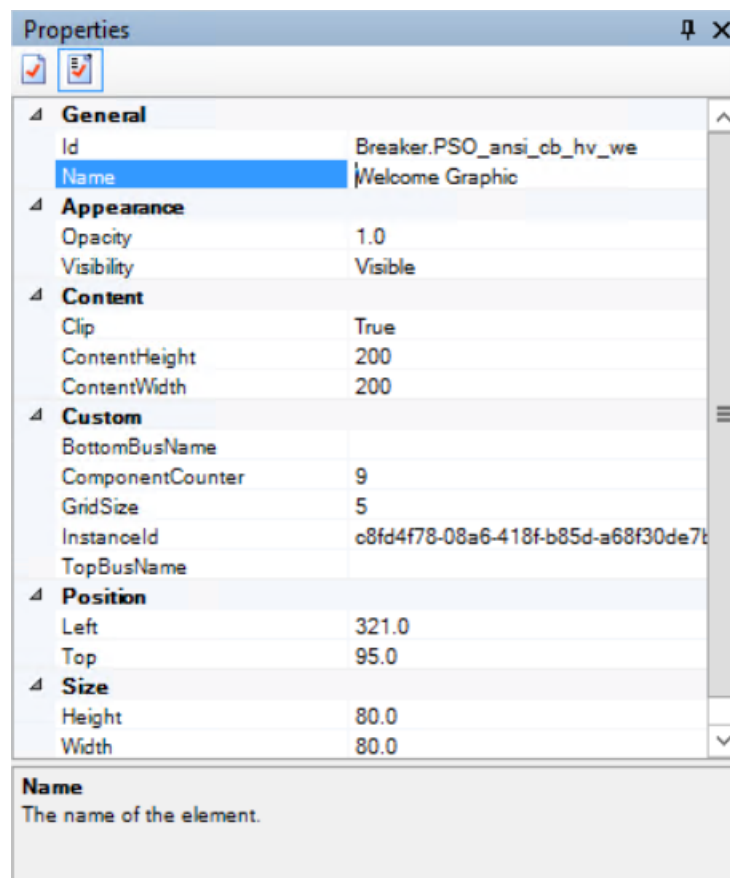 Properties
General
Id Breaker.PSO_ansi_cb_hv_we
Name Welcome Graphic
Appearance
Opacity 1.0
Visibility Visible
Content
Clip True
ContentHeight 200
ContentWidth 200
Custom
BottomBusName
ComponentCounter 9
GridSize 5
InstanceId c8fd4f78-08a6-418f-b85d-a68f30de7b
TopBusName
Position
Left 321.0
Top 95.0
Size
Height 80.0
Width 80.0
Name
The name of the element.